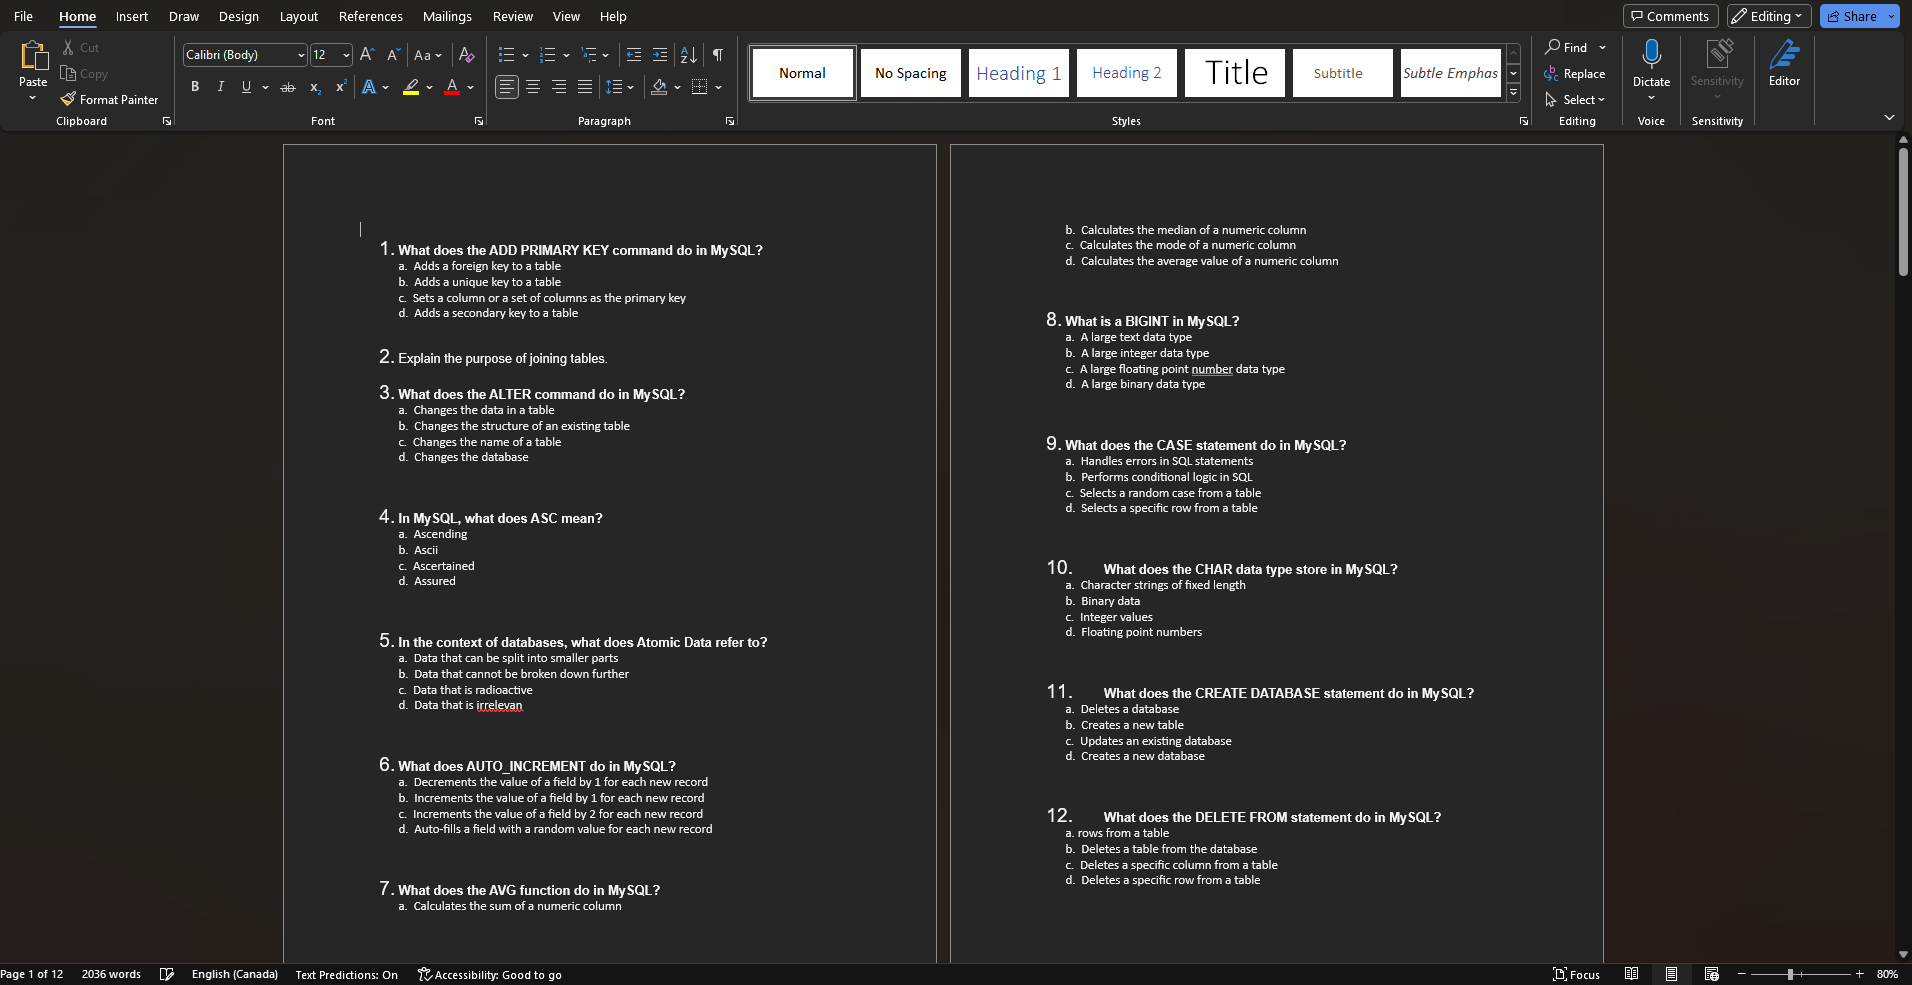 File Home Insert Draw Design Layout References Mailings Review View Help
Comments Editing Share
Paste
Cut
Copy
Format Painter
Clipboard
Calibri (Body) 12
Font
Paragraph
Normal No Spacing Heading 1 Heading 2 Title Subtitle Subtle Emphas
Styles
Find
Replace
Select
Editing
Dictate
Voice
Sensitivity
Sensitivity
Editor
1. What does the ADD PRIMARY KEY command do in MySQL?
a. Adds a foreign key to a table
b. Adds a unique key to a table
c. Sets a column or a set of columns as the primary key
d. Adds a secondary key to a table
2. Explain the purpose of joining tables.
3. What does the ALTER command do in MySQL?
a. Changes the data in a table
b. Changes the structure of an existing table
c. Changes the name of a table
d. Changes the database
4. In MySQL, what does ASC mean?
a. Ascending
b. Ascii
c. Ascertained
d. Assured
5. In the context of databases, what does Atomic Data refer to?
a. Data that can be split into smaller parts
b. Data that cannot be broken down further
c. Data that is radioactive
d. Data that is irrelevan
6. What does AUTO_INCREMENT do in MySQL?
a. Decrements the value of a field by 1 for each new record
b. Increments the value of a field by 1 for each new record
c. Increments the value of a field by 2 for each new record
d. Auto-fills a field with a random value for each new record
7. What does the AVG function do in MySQL?
a. Calculates the sum of a numeric column
b. Calculates the median of a numeric column
c. Calculates the mode of a numeric column
d. Calculates the average value of a numeric column
8. What is a BIGINT in MySQL?
a. A large text data type
b. A large integer data type
c. A large floating point number data type
d. A large binary data type
9. What does the CASE statement do in MySQL?
a. Handles errors in SQL statements
b. Performs conditional logic in SQL
c. Selects a random case from a table
d. Selects a specific row from a table
10. What does the CHAR data type store in MySQL?
a. Character strings of fixed length
b. Binary data
c. Integer values
d. Floating point numbers
11. What does the CREATE DATABASE statement do in MySQL?
a. Deletes a database
b. Creates a new table
c. Updates an existing database
d. Creates a new database
12. What does the DELETE FROM statement do in MySQL?
a. rows from a table
b. Deletes a table from the database
c. Deletes a specific column from a table
d. Deletes a specific row from a table
Page 1 of 12 2036 words English (Canada) Text Predictions: On Accessibility: Good to go Focus 80%